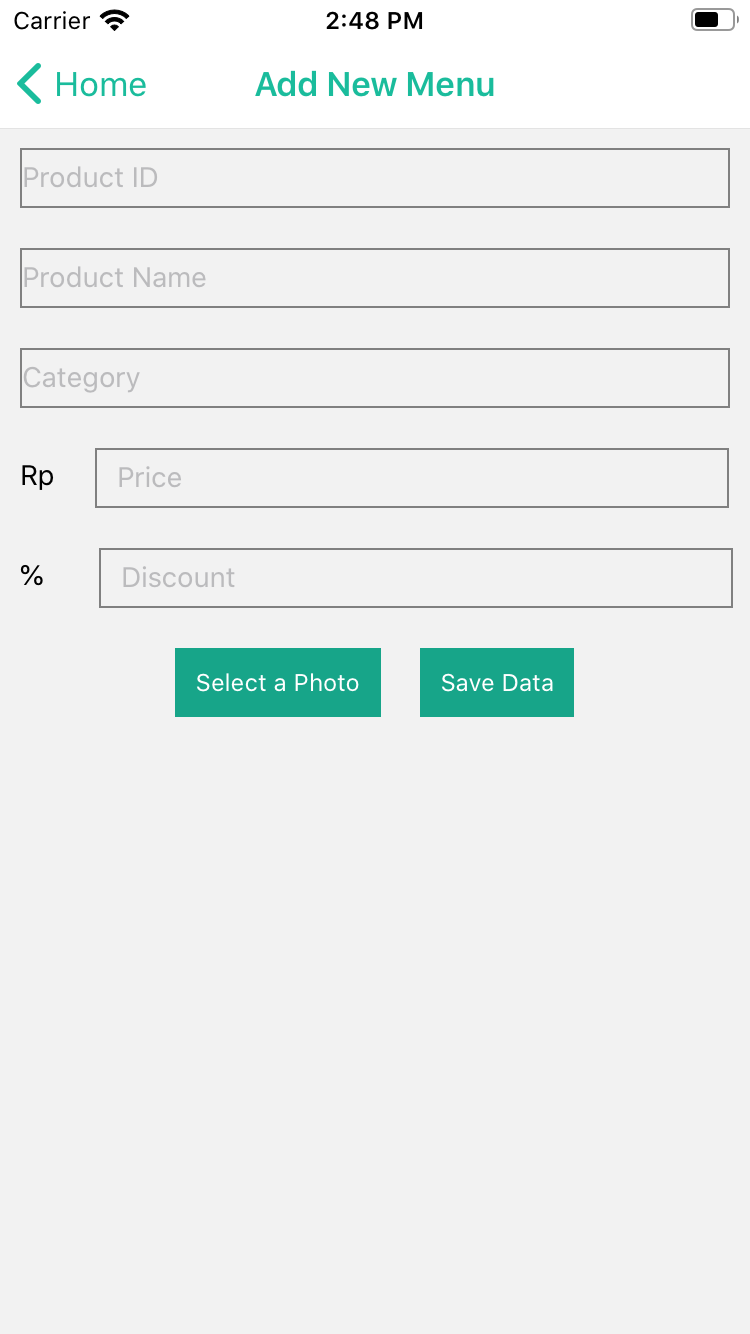 Carrier 2:48 PM
Home Add New Menu
Product ID
Product Name
Category
Rp Price
% Discount
Select a Photo Save Data